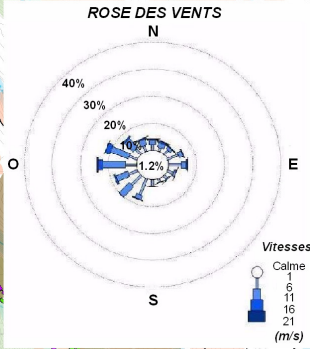 ROSE DES VENTS
N
40%
30%
20%
10%
1.2%
O
E
S
Vitesses
Calme
1
6
11
16
21
(m/s)